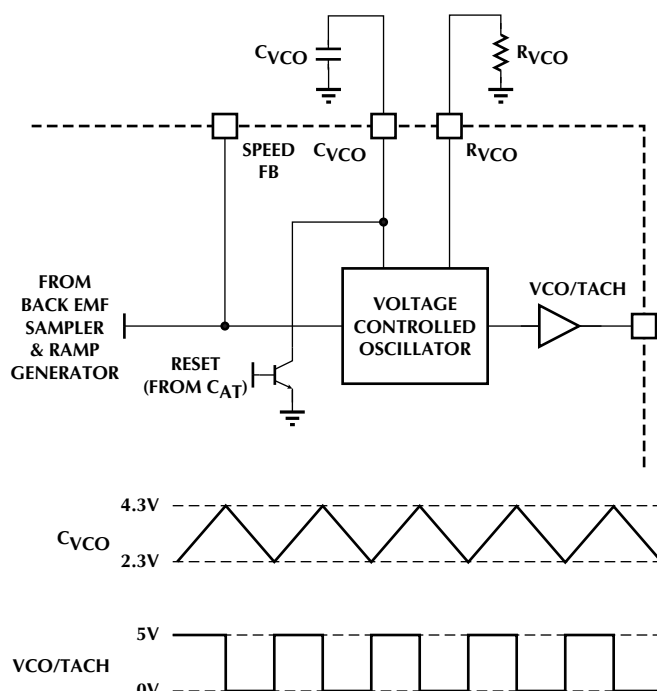 CVCO
RVCO
SPEED
FB
CVCO
RVCO
FROM
BACK EMF
SAMPLER
& RAMP
GENERATOR
VOLTAGE
CONTROLLED
OSCILLATOR
VCO/TACH
RESET
(FROM CAT)
4.3V
CVCO
2.3V
5V
VCO/TACH
0V